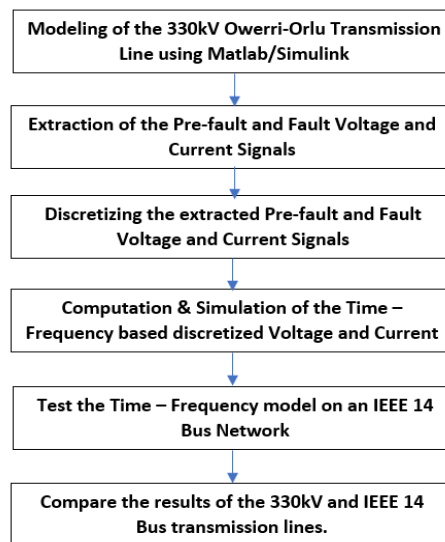 Modeling of the 330kV Owerri-Orlu Transmission
Line using Matlab/Simulink
Extraction of the Pre-fault and Fault Voltage and
Current Signals
Discretizing the extracted Pre-fault and Fault
Voltage and Current Signals
Computation & Simulation of the Time –
Frequency based discretized Voltage and Current
Test the Time – Frequency model on an IEEE 14
Bus Network
Compare the results of the 330kV and IEEE 14
Bus transmission lines.